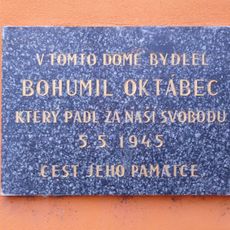 V TOMTO DOMĚ BYDLEL
BOHUMIL OKTÁBEC
KTERÝ PADL ZA NAŠI SVOBODU
5.5.1945
ČEST JEHO PAMÁTCE